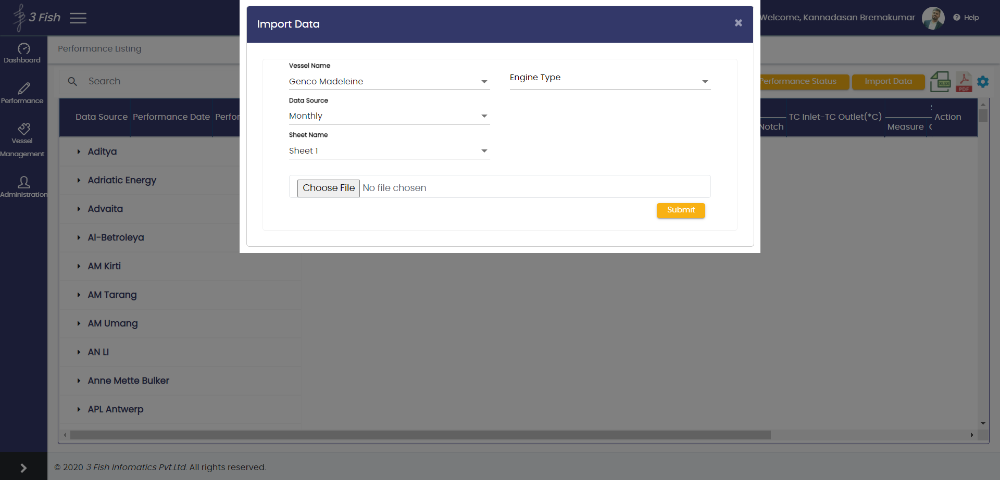 3 Fish
Welcome, Kannadasan Bremakumar
Help
Import Data
Dashboard
Performance
Vessel
Management
Administration
Performance Listing
Search
Performance Status
Import Data
XLSX
PDF
Vessel Name
Genco Madeleine
Engine Type
Data Source
Monthly
Sheet Name
Sheet 1
Choose File No file chosen
Submit
Data Source
Performance Date
Notch
TC Inlet-TC Outlet(*C)
Measure
Action
Aditya
Adriatic Energy
Advaita
Al-Betroleya
AM Kirti
AM Tarang
AM Umang
AN LI
Anne Mette Bulker
APL Antwerp
© 2020 3 Fish Infomatics Pvt.Ltd. All rights reserved.